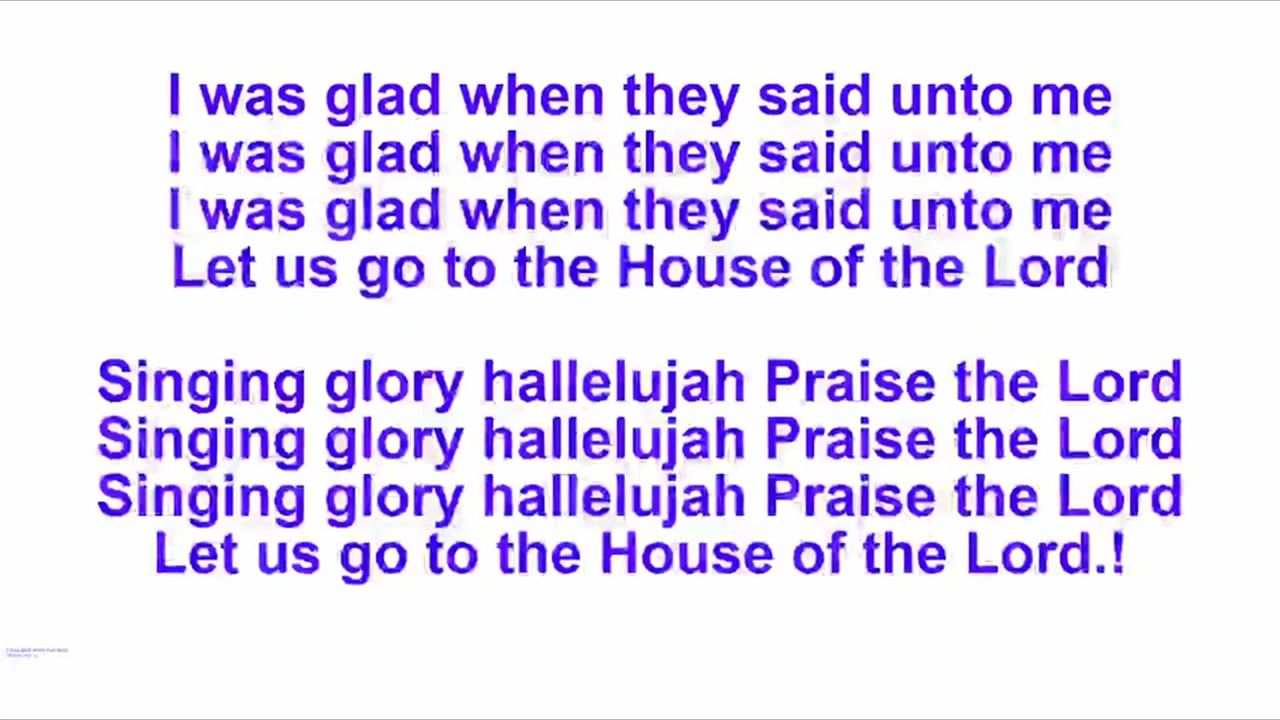 I was glad when they said unto me
I was glad when they said unto me
I was glad when they said unto me
Let us go to the House of the Lord
Singing glory hallelujah Praise the Lord
Singing glory hallelujah Praise the Lord
Singing glory hallelujah Praise the Lord
Let us go to the House of the Lord.!